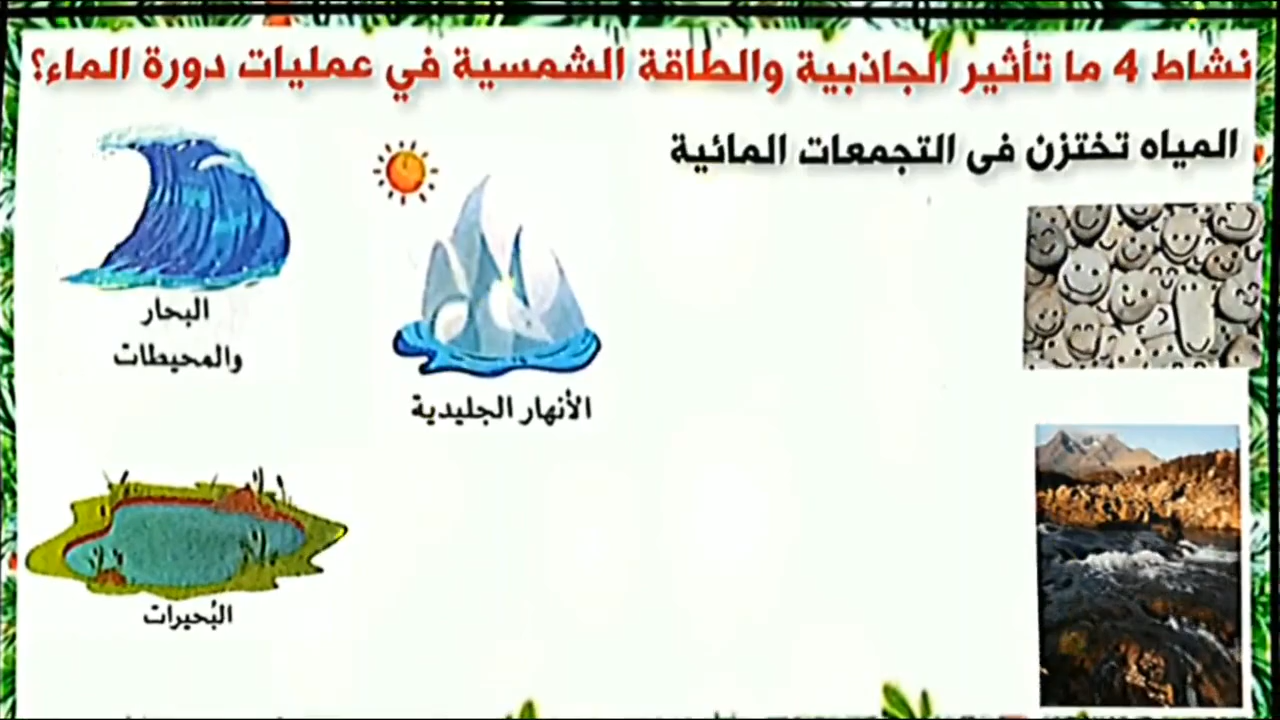 نشاط 4 ما تأثير الجاذبية والطاقة الشمسية في عمليات دورة الماء؟
المياه تختزن فى التجمعات المائية
البحار
والمحيطات
الأنهار الجليدية
البُحيرات